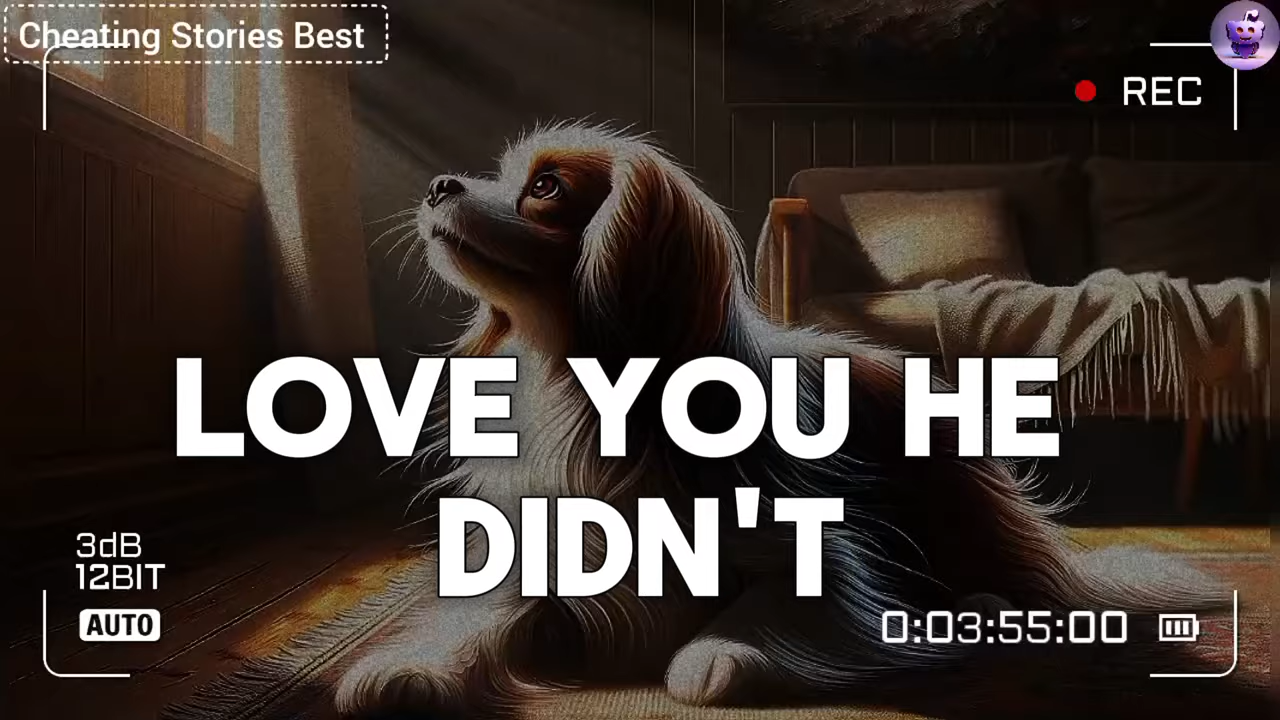 Cheating Stories Best
REC
LOVE YOU HE
DIDN'T
3dB
12BIT
AUTO
0:03:55:00